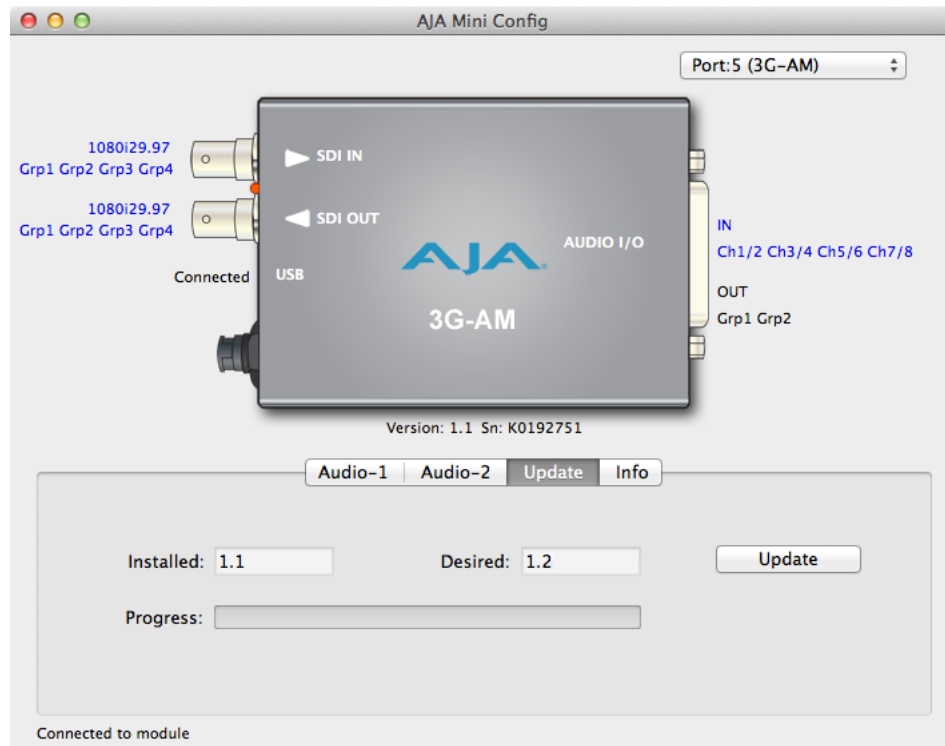 AJA Mini Config
Port:5 (3G-AM)
1080i29.97
Grp1 Grp2 Grp3 Grp4
SDI IN
1080i29.97
Grp1 Grp2 Grp3 Grp4
SDI OUT
Connected
USB
AJA
3G-AM
AUDIO I/O
IN
Ch1/2 Ch3/4 Ch5/6 Ch7/8
OUT
Grp1 Grp2
Version: 1.1 Sn: K0192751
Audio-1 Audio-2 Update Info
Installed: 1.1 Desired: 1.2 Update
Progress:
Connected to module